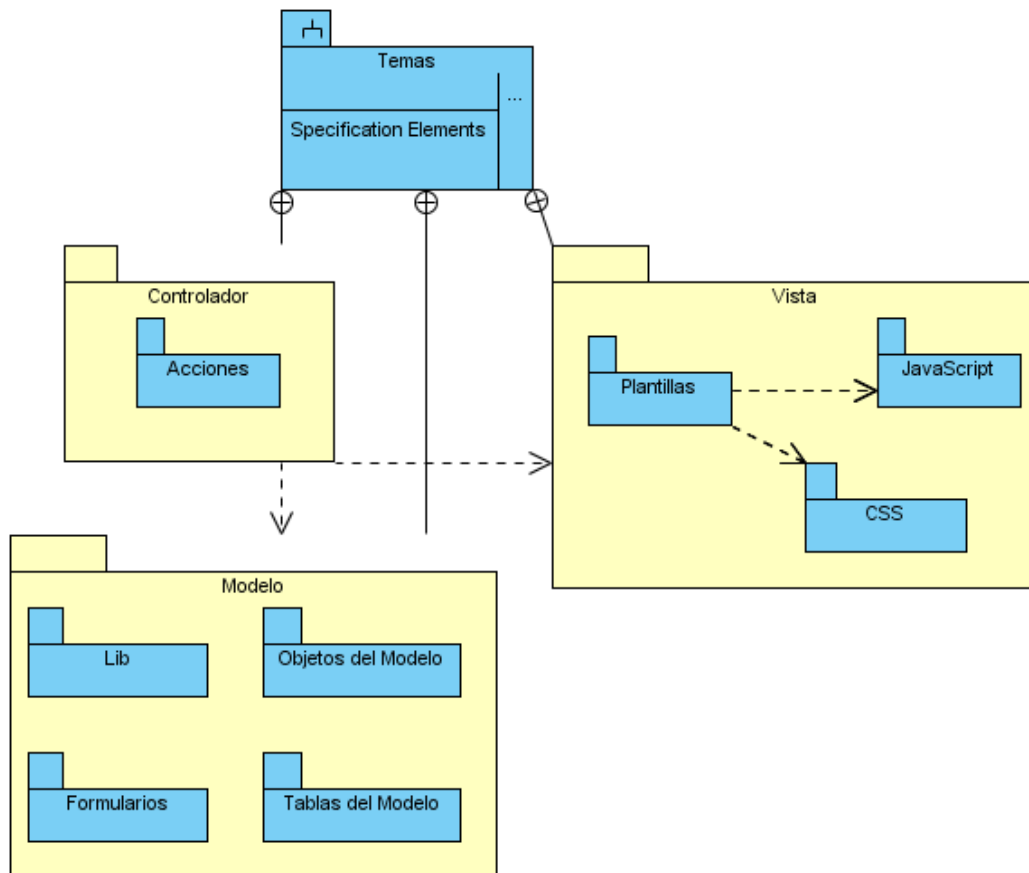 Temas
...
Specification Elements
Controlador
Acciones
Vista
Plantillas
JavaScript
CSS
Modelo
Lib
Objetos del Modelo
Formularios
Tablas del Modelo